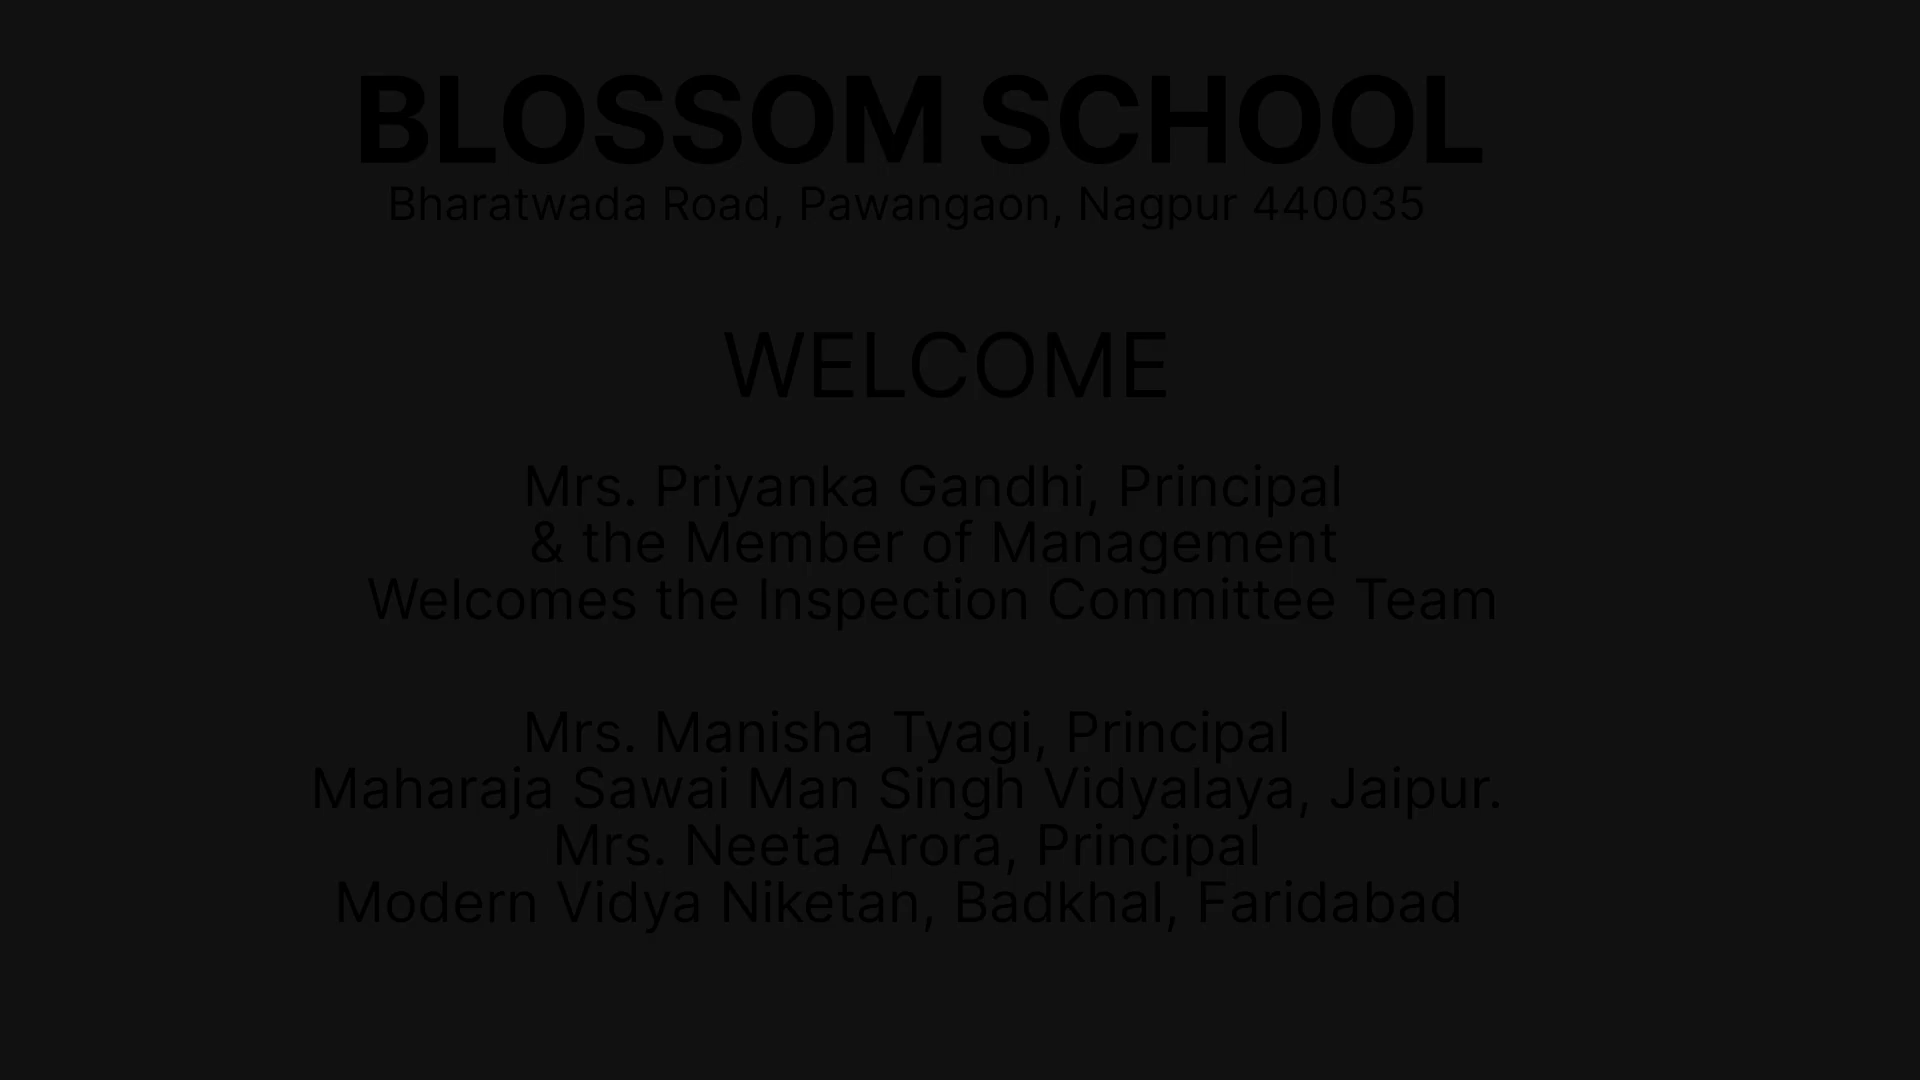 BLOSSOM SCHOOL
Bharatwada Road, Pawangaon, Nagpur 440035
WELCOME
Mrs. Priyanka Gandhi, Principal
& the Member of Management
Welcomes the Inspection Committee Team
Mrs. Manisha Tyagi, Principal
Maharaja Sawai Man Singh Vidyalaya, Jaipur.
Mrs. Neeta Arora, Principal
Modern Vidya Niketan, Badkhal, Faridabad